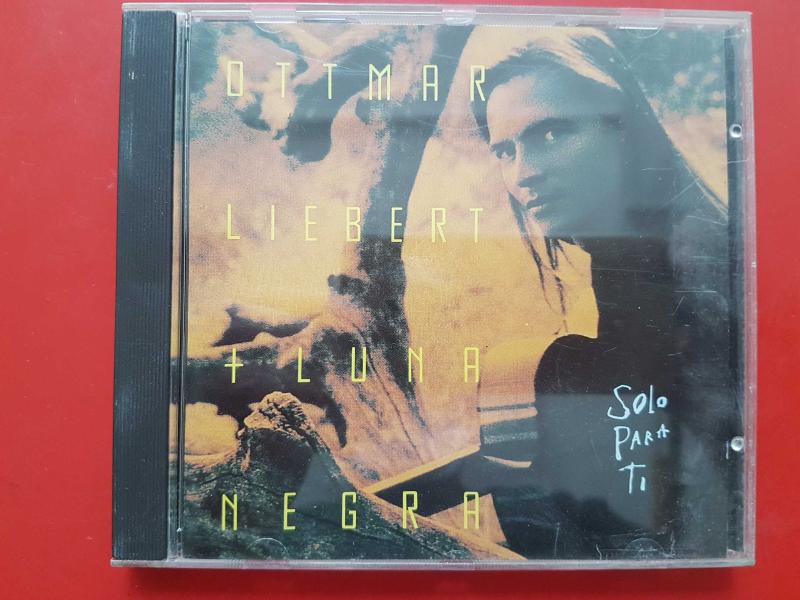 OTTMAR
LIEBERT
+ LUNA
NEGRA
Solo
PARA
Ti